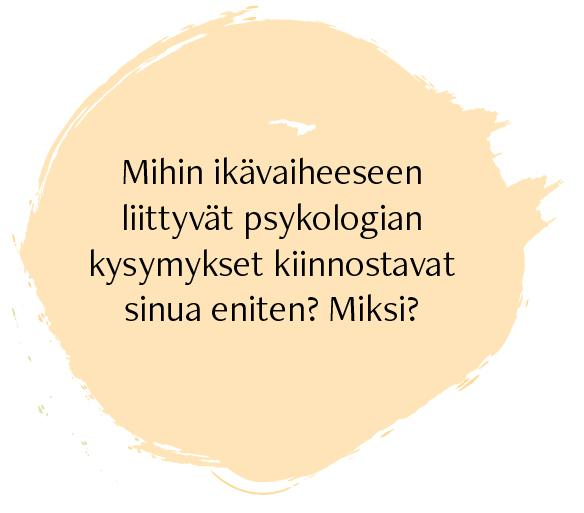 Mihin ikävaiheeseen
liittyvät psykologian
kysymykset kiinnostavat
sinua eniten? Miksi?